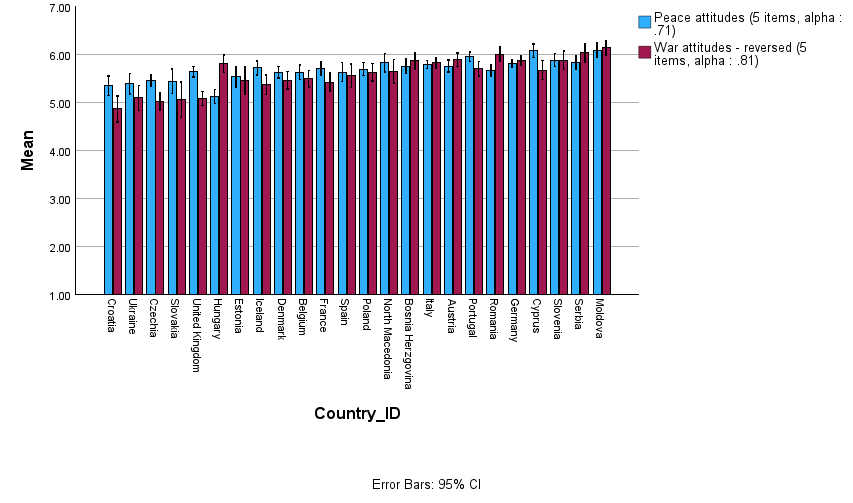 7.00
6.00
5.00
4.00
3.00
2.00
1.00
Mean
Peace attitudes (5 items, alpha :
.71)
War attitudes - reversed (5
items, alpha : .81)
Croatia
Ukraine
Czechia
Slovakia
United Kingdom
Hungary
Estonia
Iceland
Denmark
Belgium
France
Spain
Poland
North Macedonia
Bosnia Herzgovina
Italy
Austria
Portugal
Romania
Germany
Cyprus
Slovenia
Serbia
Moldova
Country_ID
Error Bars: 95% CI